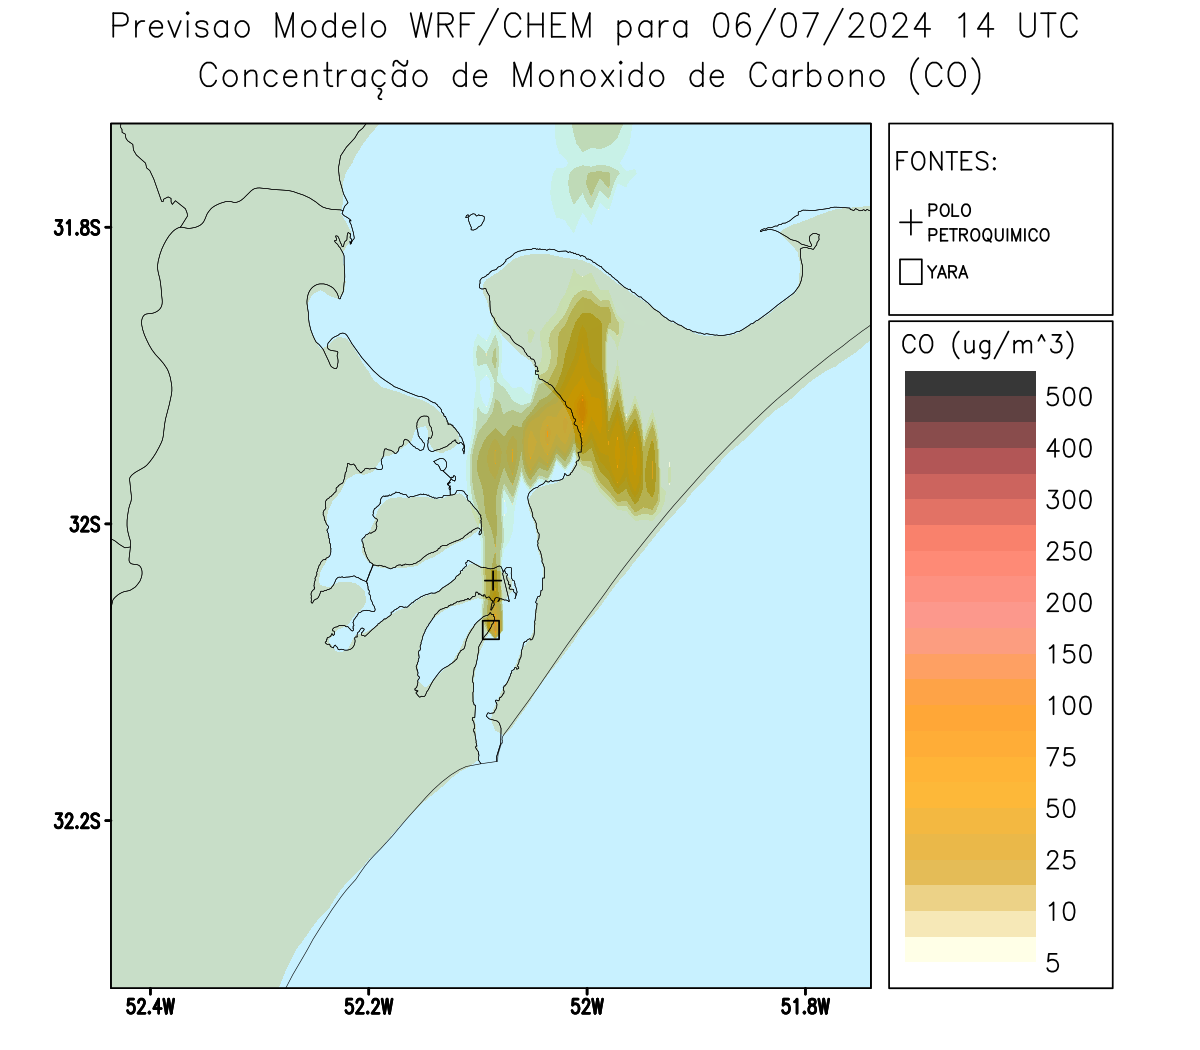 Previsao Modelo WRF/CHEM para 06/07/2024 14 UTC
Concentração de Monoxido de Carbono (CO)
FONTES:
POLO
PETROQUIMICO
YARA
CO (ug/m^3)
500
400
300
250
200
150
100
75
50
25
10
5
31.8S
32S
32.2S
52.4W
52.2W
52W
51.8W